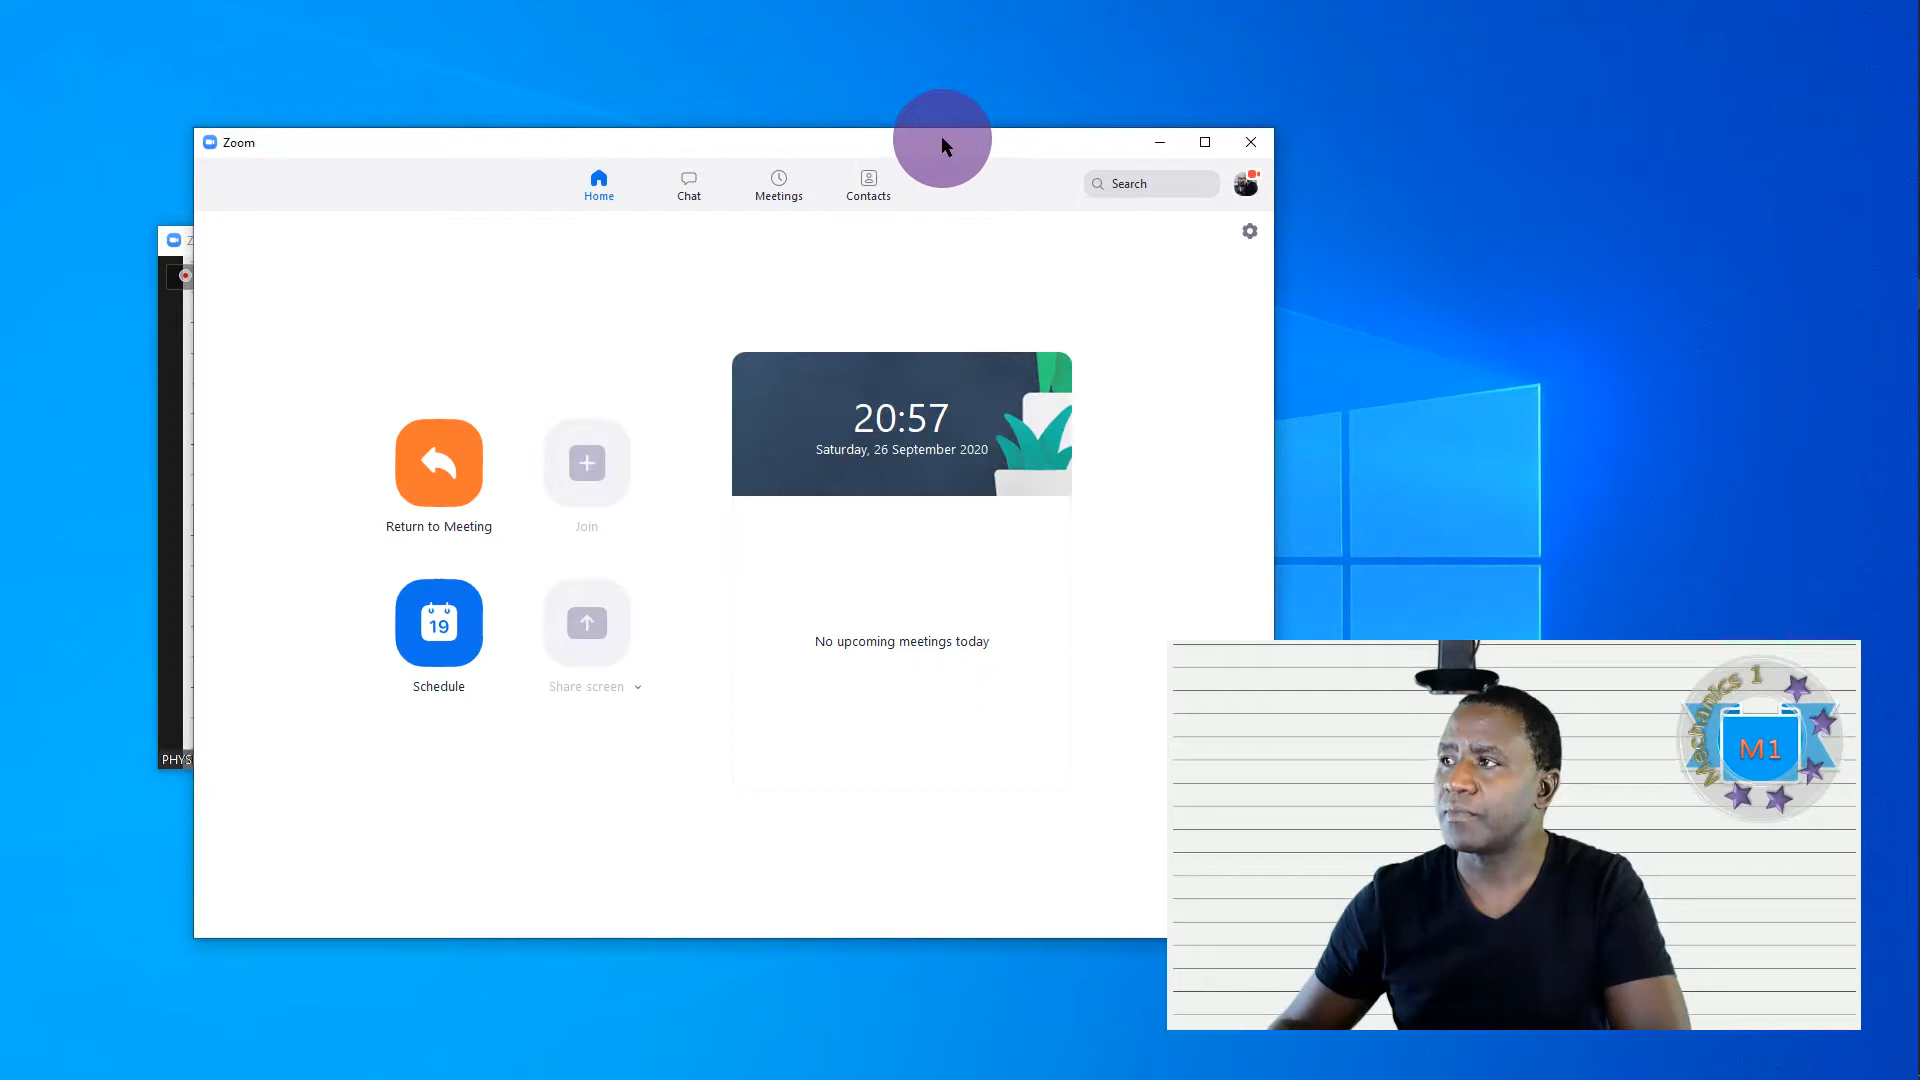 Zoom
Home
Chat
Meetings
Contacts
Search
20:57
Saturday, 26 September 2020
Return to Meeting
Join
19
Schedule
Share screen
No upcoming meetings today
Mechanics 1
M1